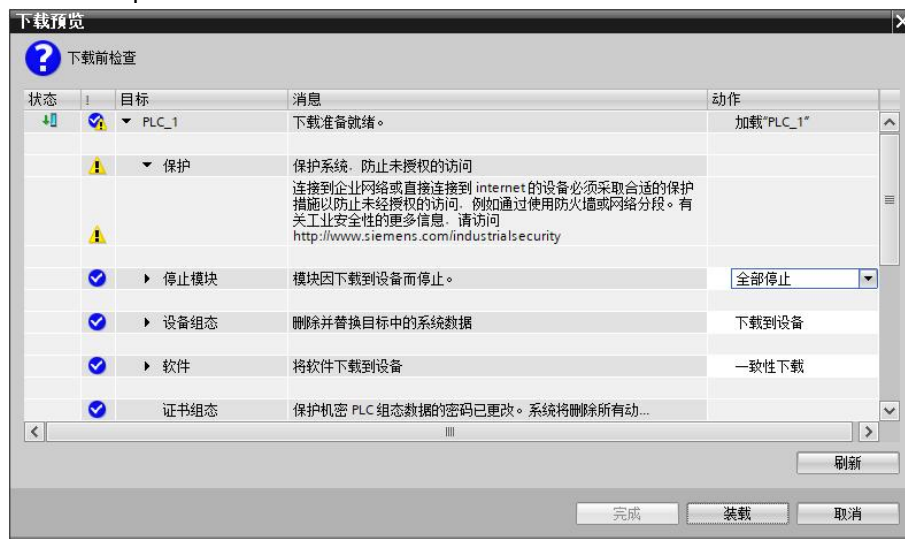 下载预览
下载前检查
状态 ! 目标 消息 动作
PLC_1 下载准备就绪。 加载"PLC_1"
保护 保护系统，防止未授权的访问
连接到企业网络或直接连接到 internet 的设备必须采取合适的保护
措施以防止未经授权的访问，例如通过使用防火墙或网络分段。有
关工业安全性的更多信息，请访问
http://www.siemens.com/industrialsecurity
停止模块 模块因下载到设备而停止。 全部停止
设备组态 删除并替换目标中的系统数据 下载到设备
软件 将软件下载到设备 一致性下载
证书组态 保护机密 PLC 组态数据的密码已更改。系统将删除所有动...
刷新
完成 装载 取消